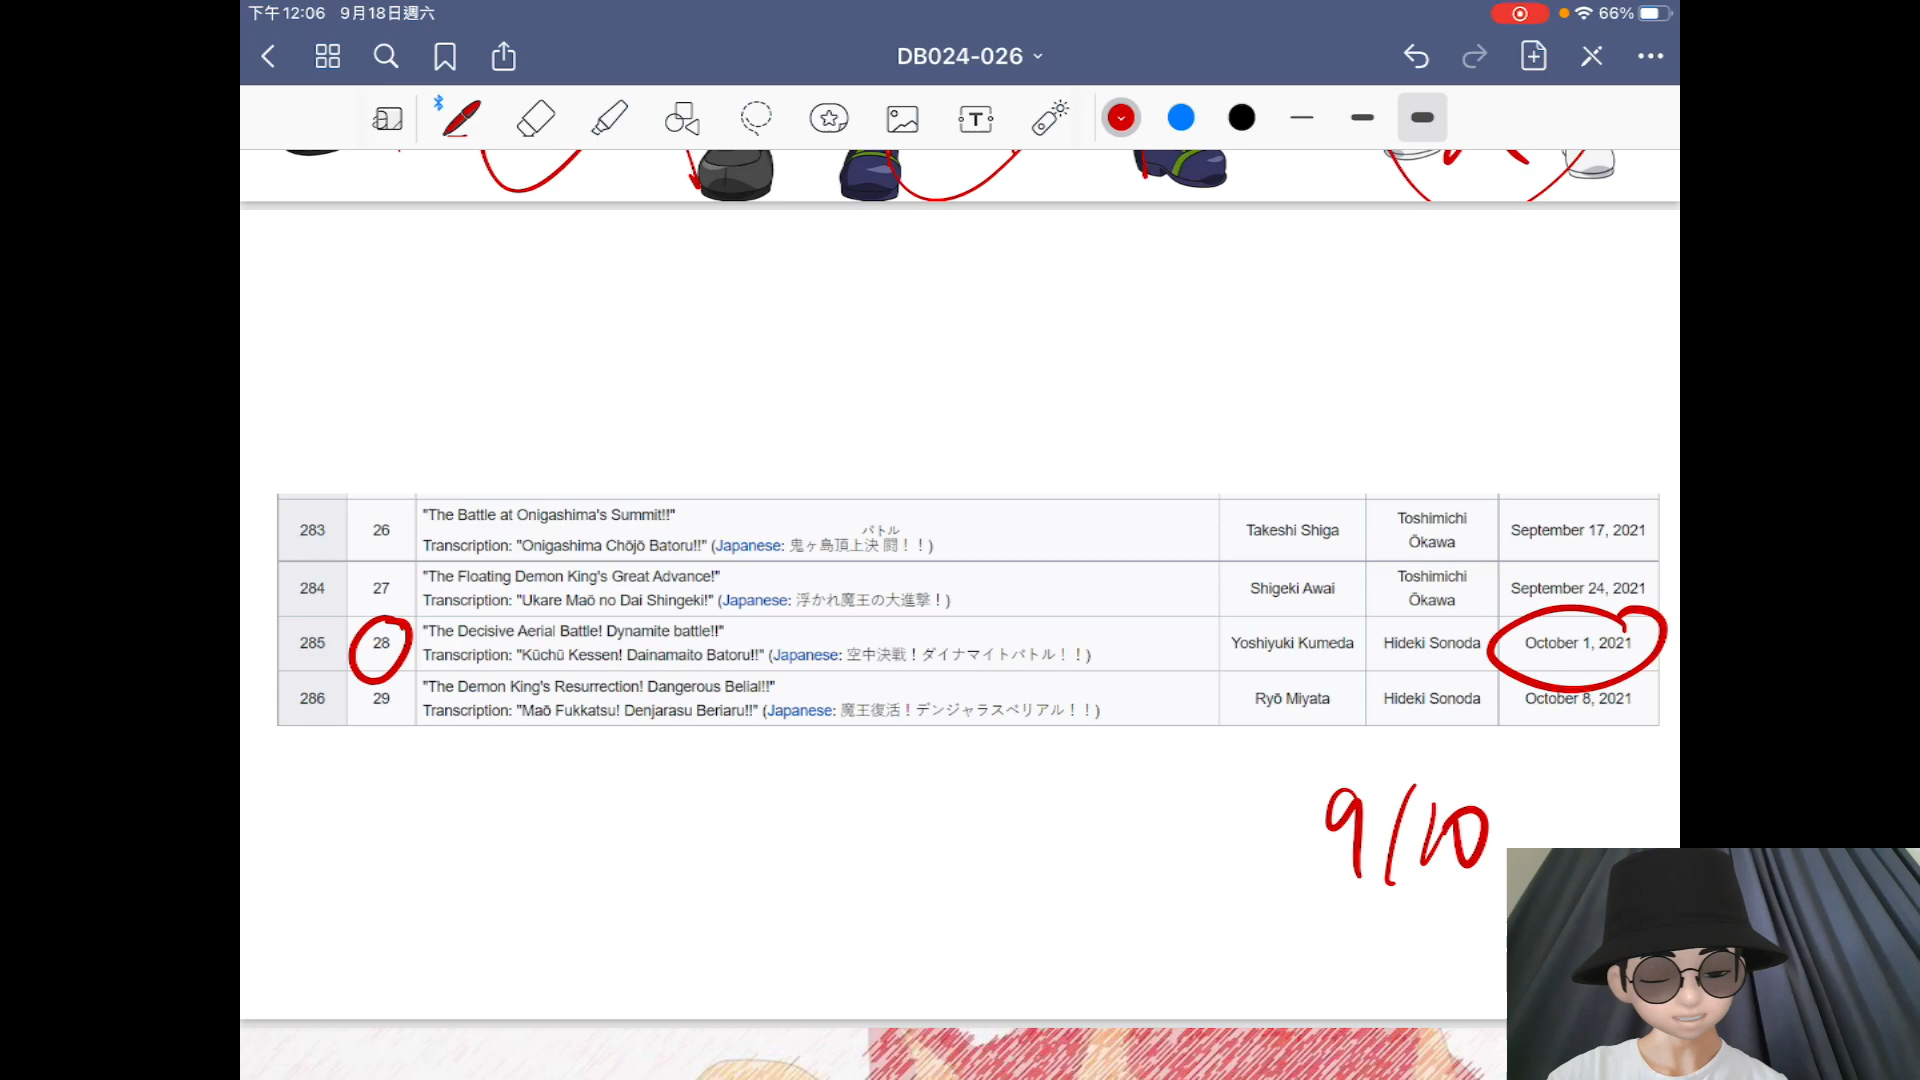 下午12:06 9月18日週六
66%
DB024-026
T
283 26 "The Battle at Onigashima's Summit!!" Takeshi Shiga Toshimichi Ōkawa September 17, 2021
バトル
Transcription: "Onigashima Chōjō Batoru!!" (Japanese: 鬼ヶ島頂上決 闘！！)
284 27 "The Floating Demon King's Great Advance!" Shigeki Awai Toshimichi Ōkawa September 24, 2021
Transcription: "Ukare Maō no Dai Shingeki!" (Japanese: 浮かれ魔王の大進撃！)
285 28 "The Decisive Aerial Battle! Dynamite battle!!" Yoshiyuki Kumeda Hideki Sonoda October 1, 2021
Transcription: "Kūchū Kessen! Dainamaito Batoru!!" (Japanese: 空中決戦！ダイナマイトバトル！！)
286 29 "The Demon King's Resurrection! Dangerous Belial!!" Ryō Miyata Hideki Sonoda October 8, 2021
Transcription: "Maō Fukkatsu! Denjarasu Beriaru!!" (Japanese: 魔王復活！デンジャラスベリアル！！)
9/10